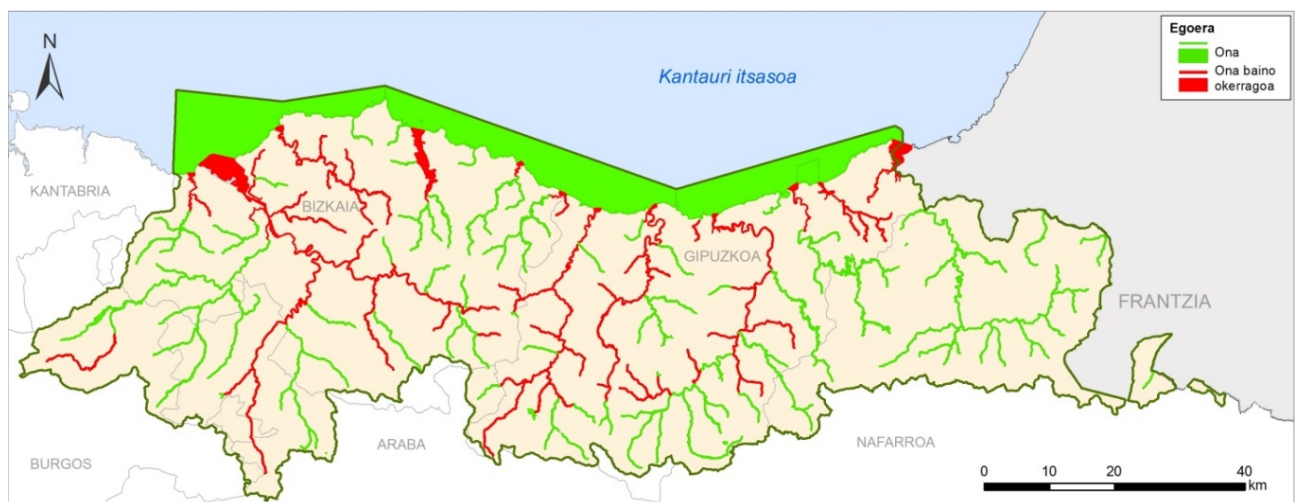 N
Kantauri itsasoa
Egoera
Ona
Ona baino
okerragoa
KANTABRIA
BIZKAIA
GIPUZKOA
FRANTZIA
ARABA
NAFARROA
BURGOS
0 10 20 40
km